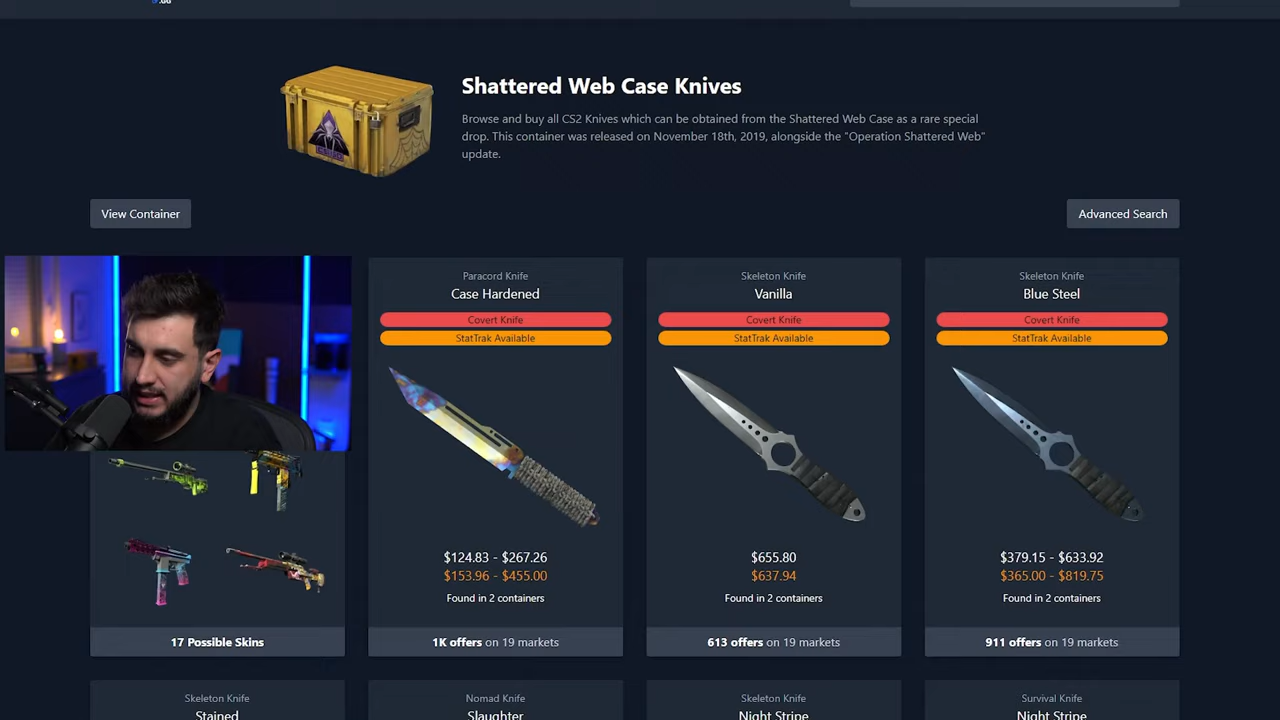 Shattered Web Case Knives
Browse and buy all CS2 Knives which can be obtained from the Shattered Web Case as a rare special
drop. This container was released on November 18th, 2019, alongside the "Operation Shattered Web"
update.
View Container
Advanced Search
17 Possible Skins
Paracord Knife
Case Hardened
Covert Knife
StatTrak Available
$124.83 - $267.26
$153.96 - $455.00
Found in 2 containers
1K offers on 19 markets
Skeleton Knife
Vanilla
Covert Knife
StatTrak Available
$655.80
$637.94
Found in 2 containers
613 offers on 19 markets
Skeleton Knife
Blue Steel
Covert Knife
StatTrak Available
$379.15 - $633.92
$365.00 - $819.75
Found in 2 containers
911 offers on 19 markets
Skeleton Knife
Stained
Nomad Knife
Slaughter
Skeleton Knife
Night Stripe
Survival Knife
Night Stripe